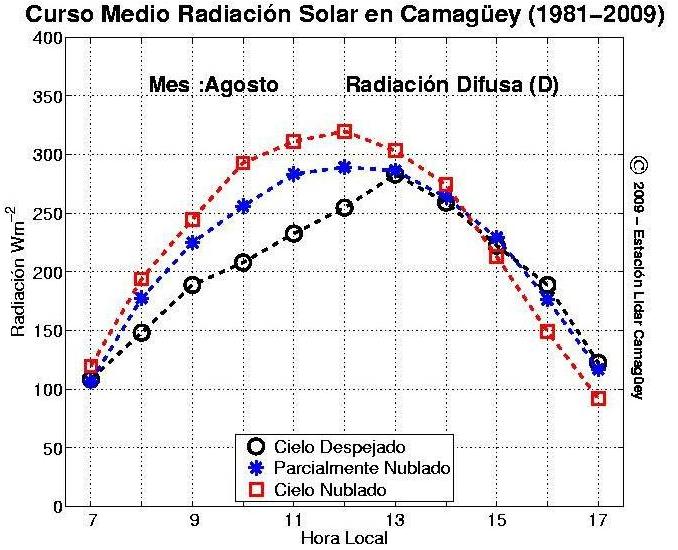 Curso Medio Radiación Solar en Camagüey (1981-2009)
Mes :Agosto Radiación Difusa (D)
400
350
300
250
200
150
100
50
0
Radiación Wm-2
7 9 11 13 15 17
Hora Local
Cielo Despejado
Parcialmente Nublado
Cielo Nublado
© 2009 - Estación Lidar Camagüey